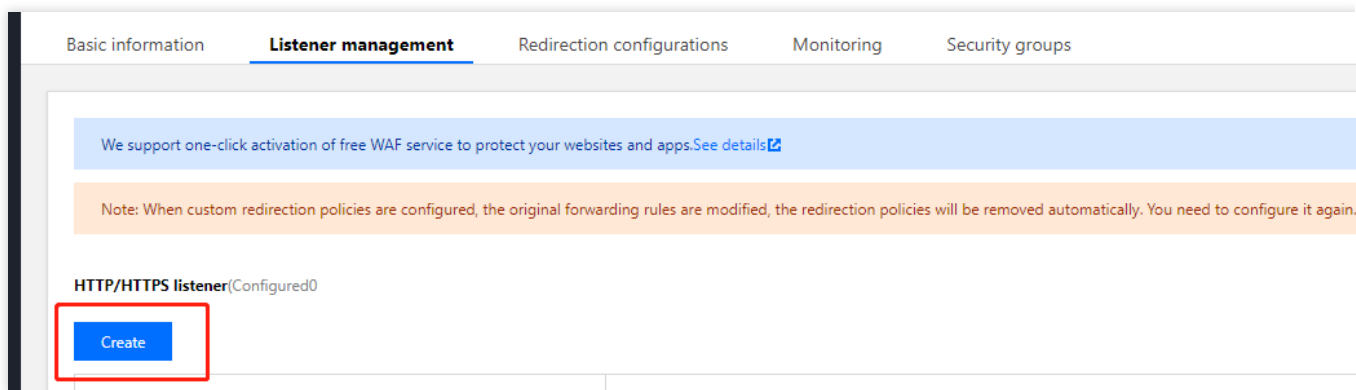 Basic information Listener management Redirection configurations Monitoring Security groups
We support one-click activation of free WAF service to protect your websites and apps.See details
Note: When custom redirection policies are configured, the original forwarding rules are modified, the redirection policies will be removed automatically. You need to configure it again.
HTTP/HTTPS listener(Configured0
Create